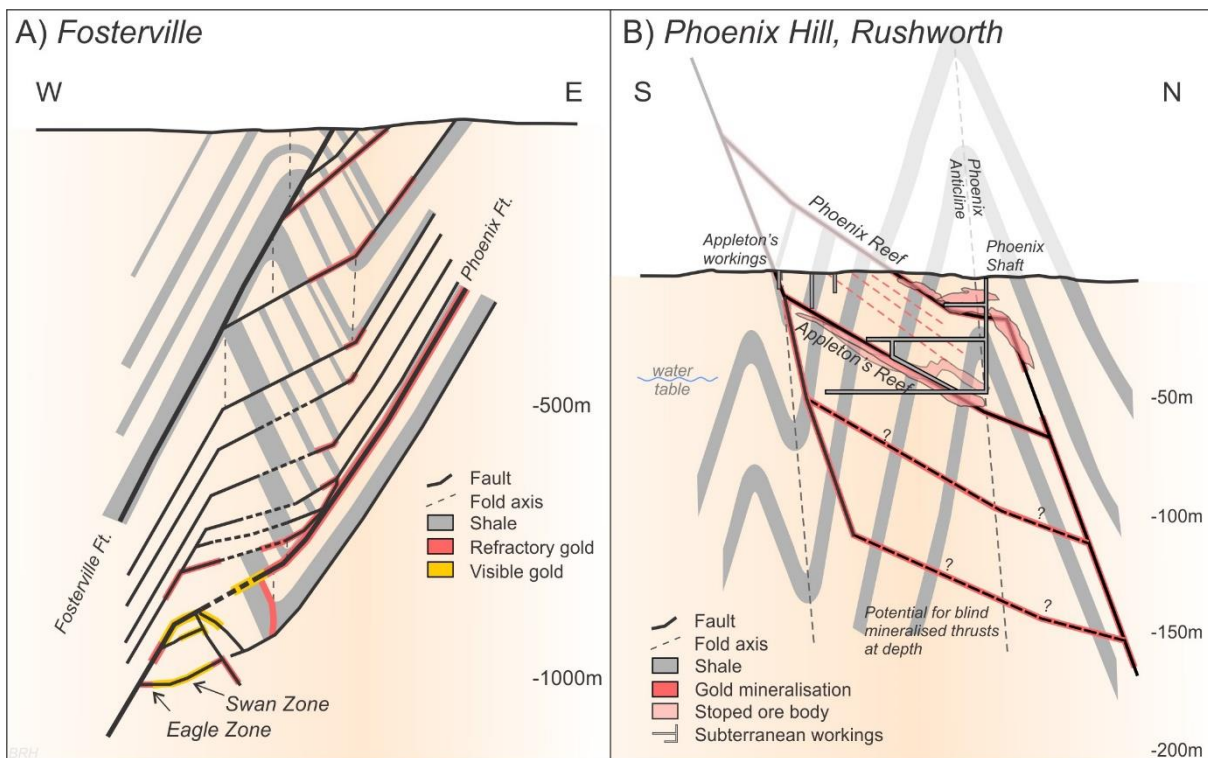 A) Fosterville
W
E
Phoenix Ft.
-500m
Fault
Fold axis
Shale
Refractory gold
Visible gold
Fosterville Ft.
-1000m
Swan Zone
Eagle Zone
BRH
B) Phoenix Hill, Rushworth
S
N
Phoenix
Anticline
Phoenix Reef
Appleton's
workings
Phoenix
Shaft
Appleton's Reef
water
table
-50m
?
?
-100m
?
?
Potential for blind
mineralised thrusts
at depth
-150m
Fault
Fold axis
Shale
Gold mineralisation
Stoped ore body
Subterranean workings
-200m